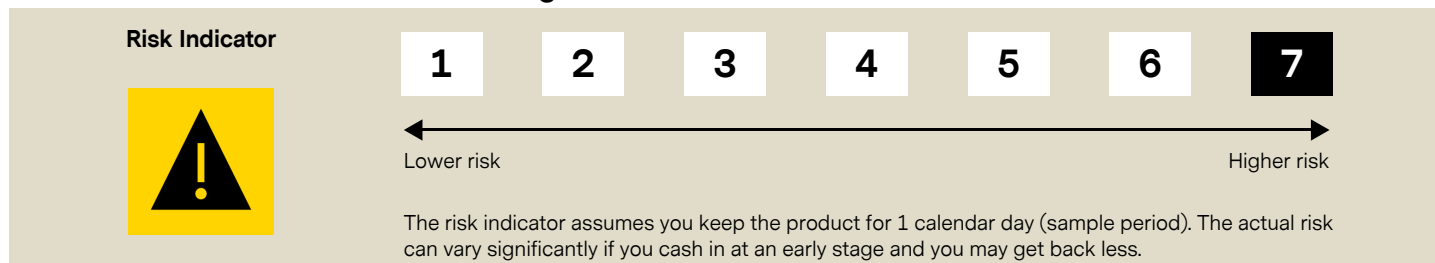 Risk Indicator
1 2 3 4 5 6 7
Lower risk Higher risk
The risk indicator assumes you keep the product for 1 calendar day (sample period). The actual risk
can vary significantly if you cash in at an early stage and you may get back less.